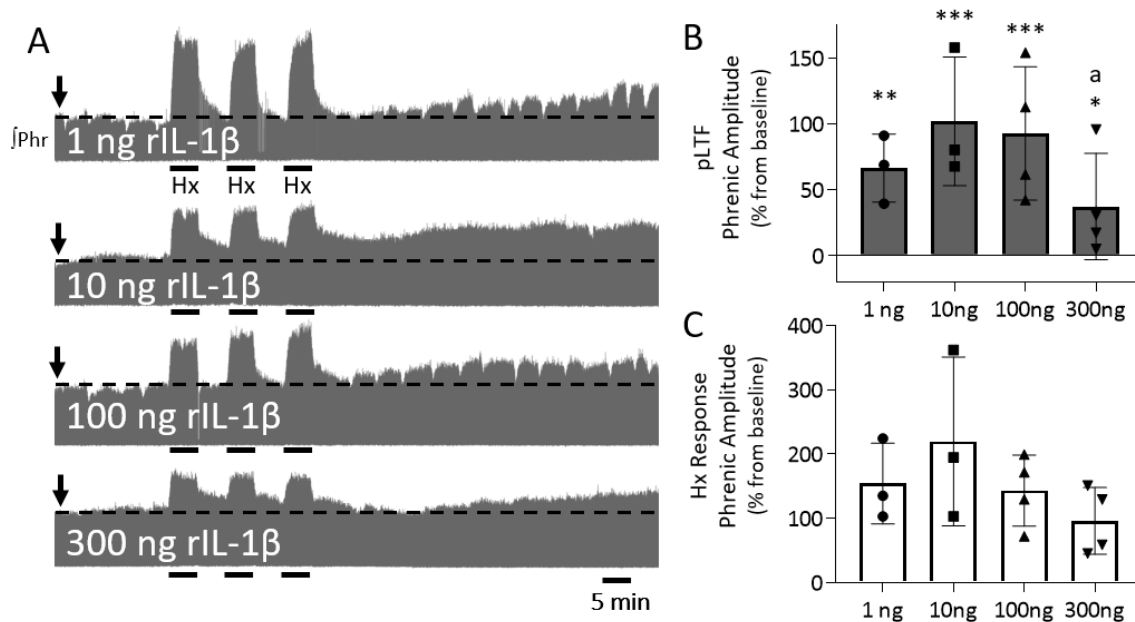 A
∫Phr
1 ng rIL-1β
Hx Hx Hx
10 ng rIL-1β
100 ng rIL-1β
300 ng rIL-1β
5 min
B
pLTF
Phrenic Amplitude
(% from baseline)
150
100
50
0
**
***
***
a
*
1 ng 10ng 100ng 300ng
C
Hx Response
Phrenic Amplitude
(% from baseline)
400
300
200
100
0
1 ng 10ng 100ng 300ng